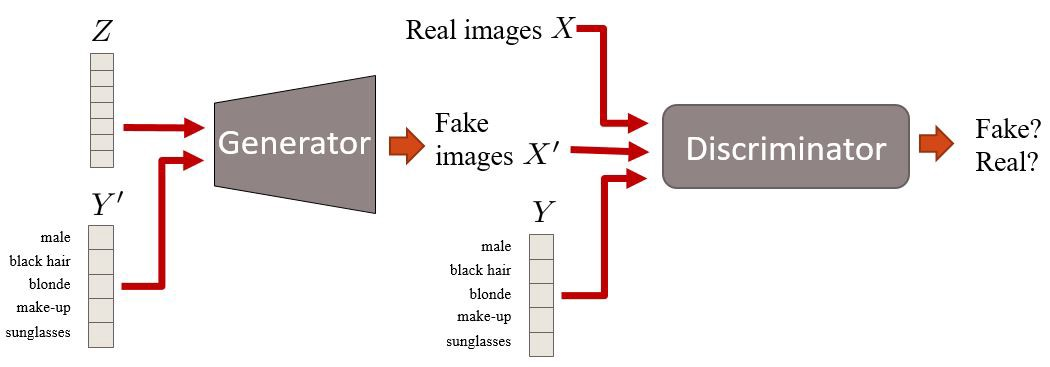 Z
Real images X
Generator
Fake
images X′
Discriminator
Fake?
Real?
Y′
male
black hair
blonde
make-up
sunglasses
Y
male
black hair
blonde
make-up
sunglasses